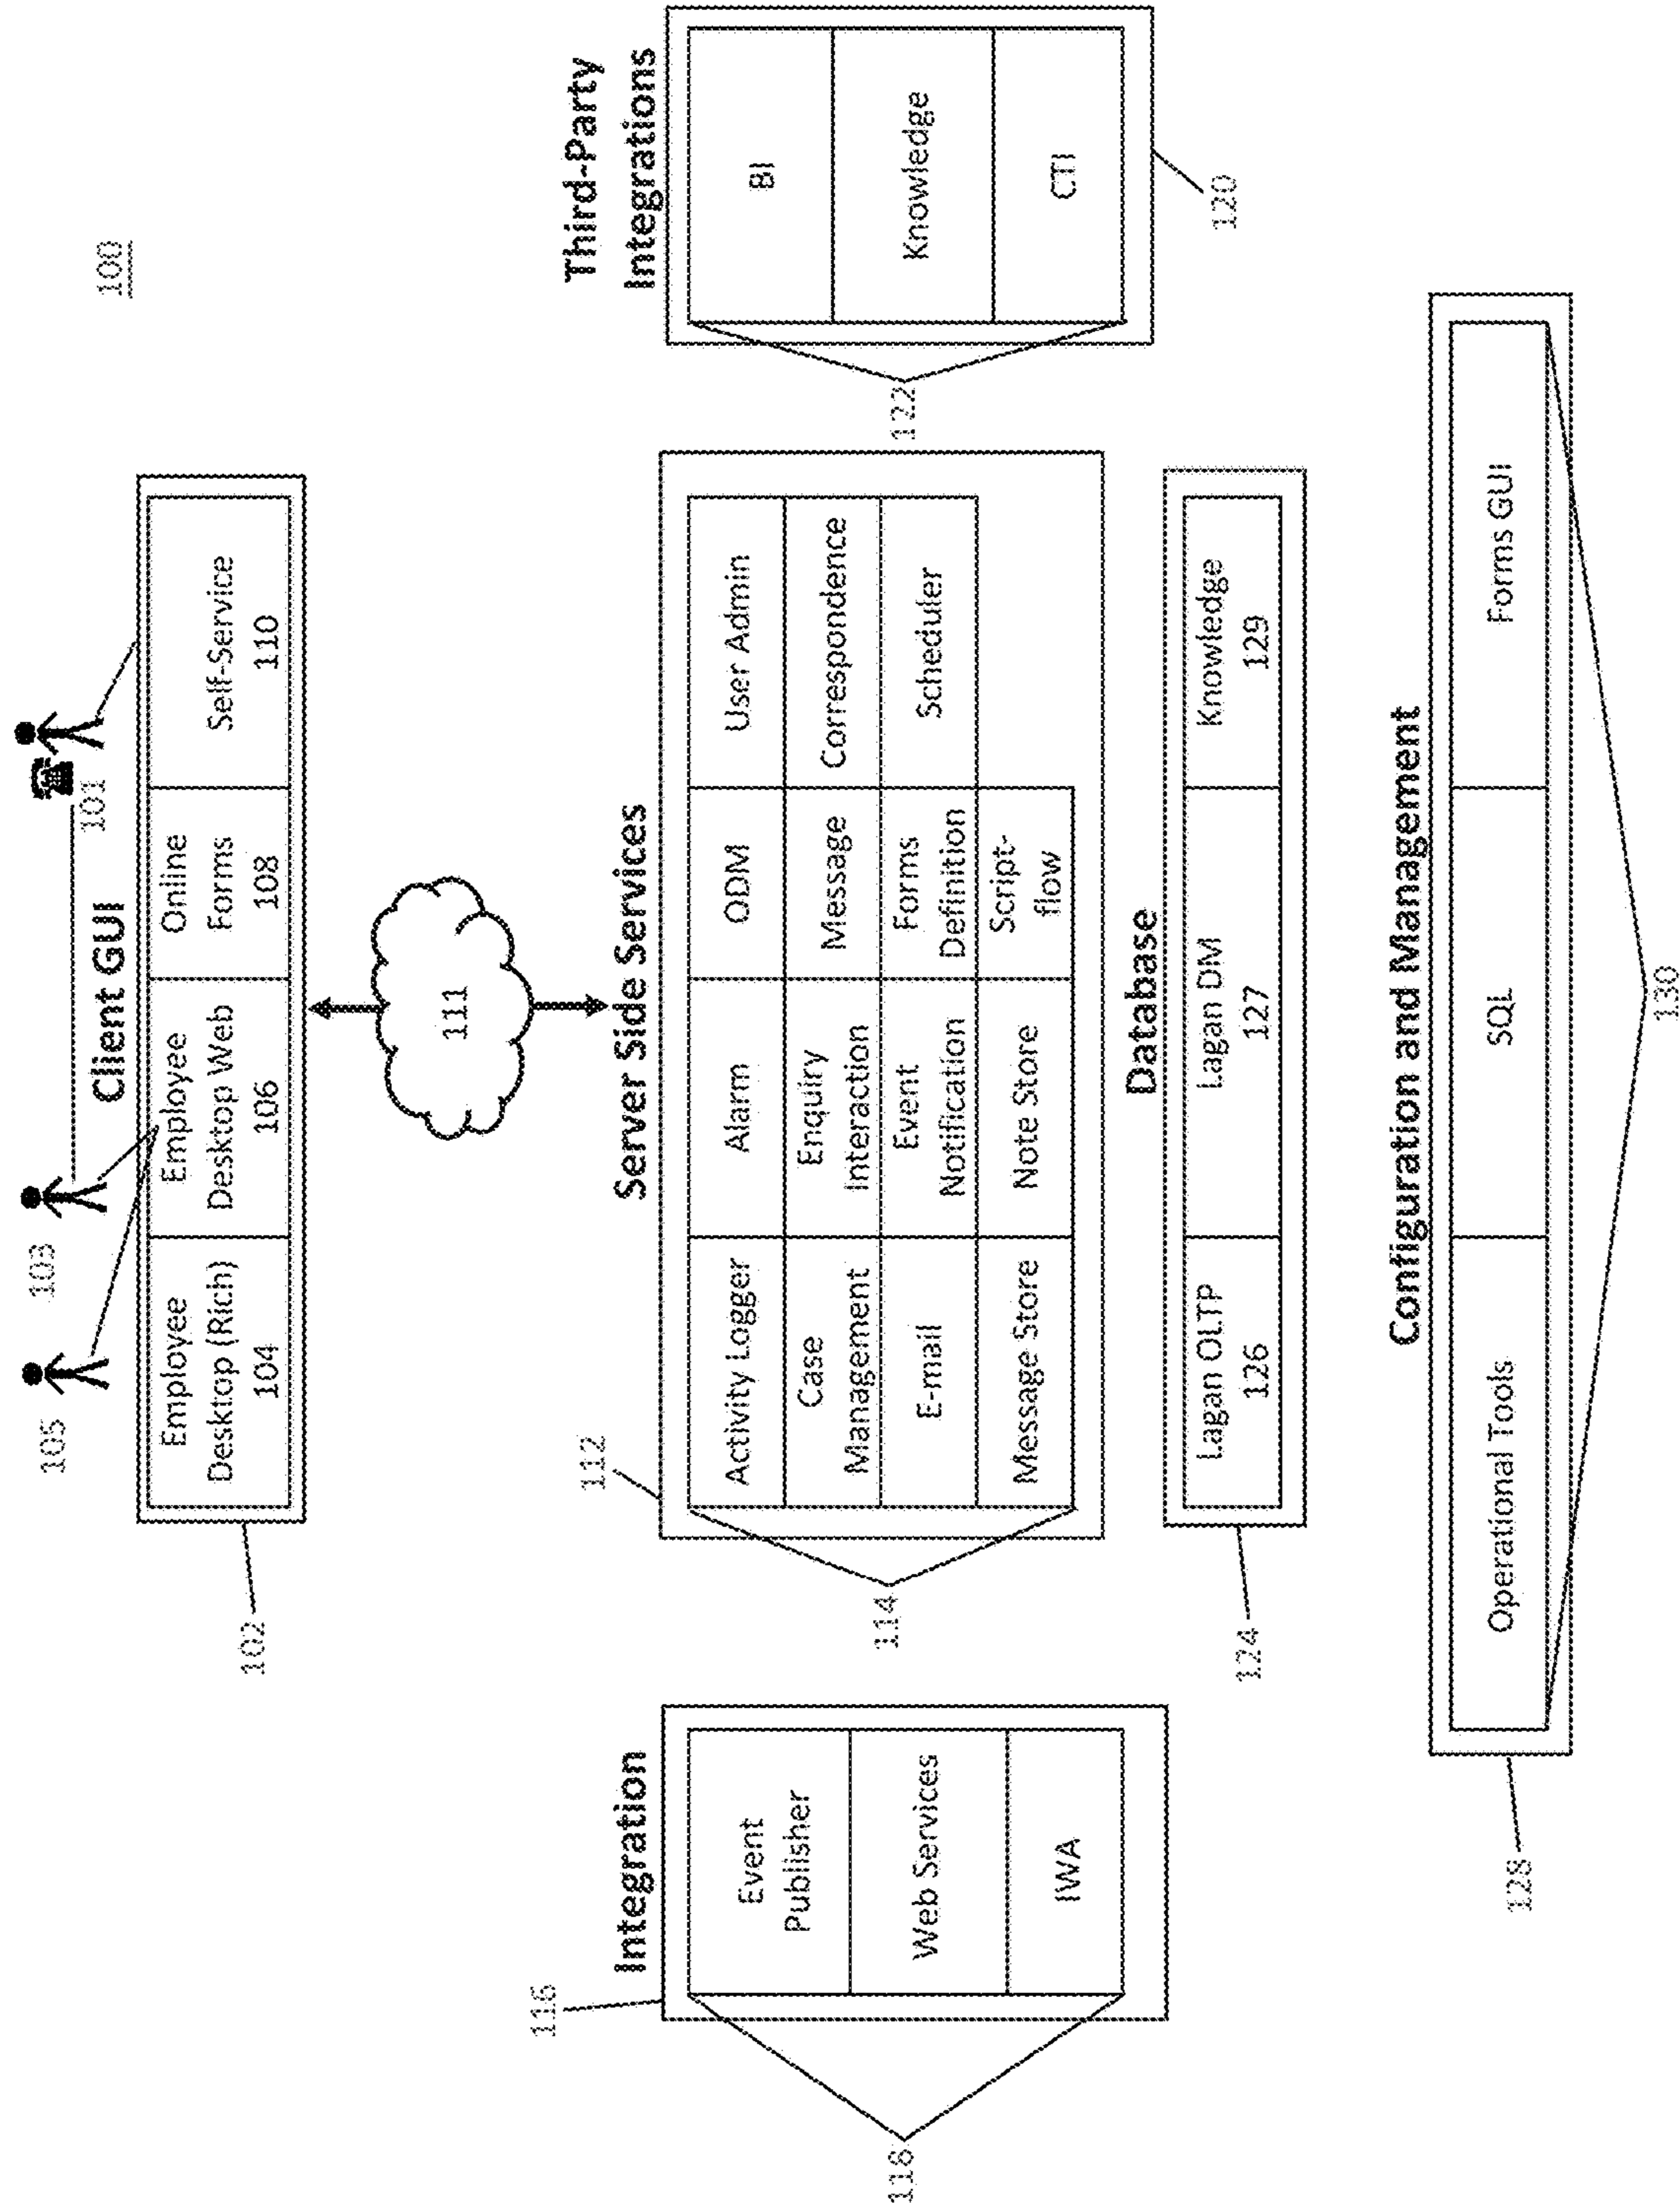 100
105
103
101
Client GUI
102
Employee
Desktop (Rich)
104
Employee
Desktop Web
106
Online
Forms
108
Self-Service
110
111
116
Integration
Event
Publisher
Web Services
IWA
118
112
Server Side Services
Activity Logger
Alarm
ODM
User Admin
Case
Management
Enquiry
Interaction
Message
Correspondence
E-mail
Event
Notification
Forms
Definition
Scheduler
Message Store
Note Store
Script-
flow
114
Third-Party
Integrations
BI
Knowledge
CTI
122
120
Database
124
Lagan OLTP
126
Lagan DM
127
Knowledge
129
Configuration and Management
128
Operational Tools
SQL
Forms GUI
130